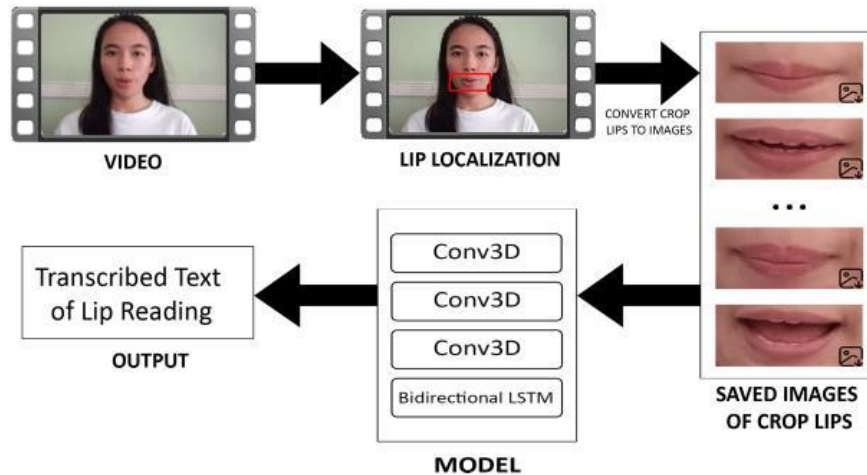 VIDEO
LIP LOCALIZATION
CONVERT CROP
LIPS TO IMAGES
...
SAVED IMAGES
OF CROP LIPS
Conv3D
Conv3D
Conv3D
Bidirectional LSTM
MODEL
Transcribed Text
of Lip Reading
OUTPUT